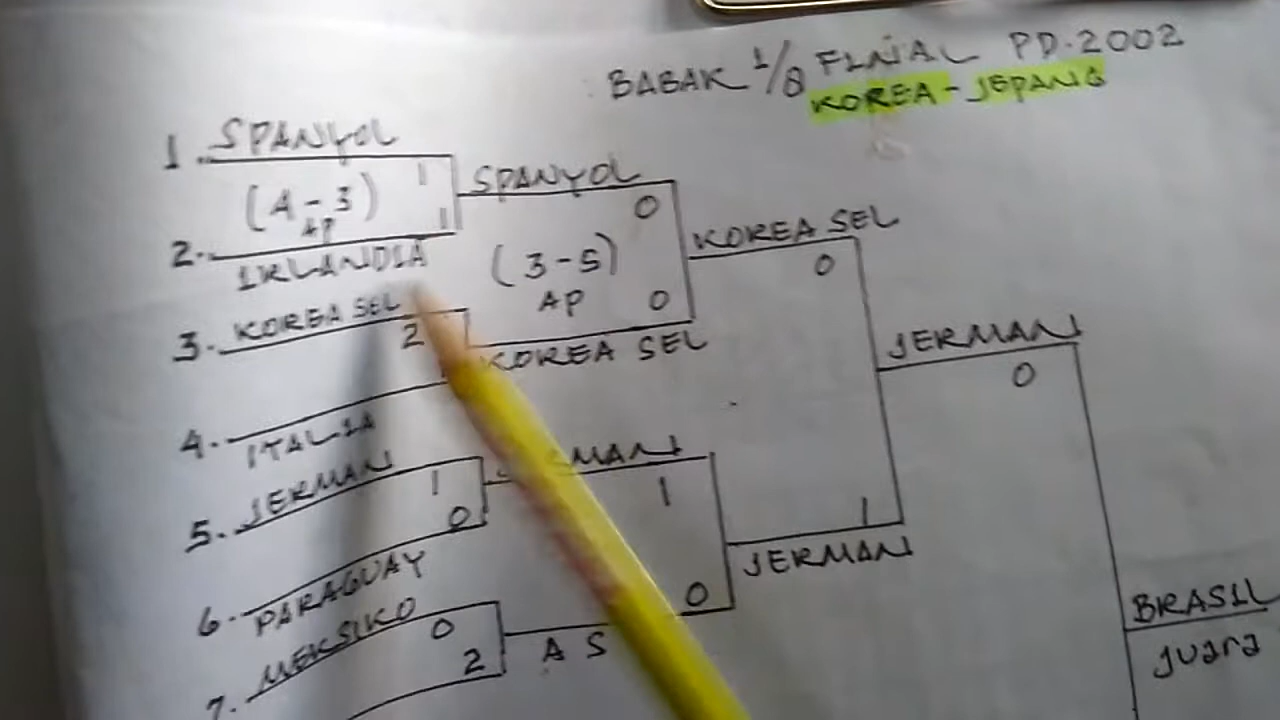 BABAK 1/8 FINAL PD.2002
KOREA - JEPANG
1. SPANYOL
1
(4-3)
AP
1
2. IRLANDIA
SPANYOL
0
(3-5)
AP
0
KOREA SEL
3. KOREA SEL
2
4. ITALIA
KOREA SEL
0
5. JERMAN
1
0
6. PARAGUAY
1
0
A S
7. MEKSIKO
0
2
1
JERMAN
JERMAN
0
BRASIL
Juara